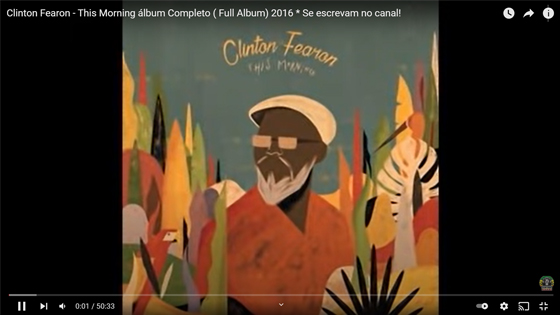 Clinton Fearon - This Morning álbum Completo ( Full Album) 2016 * Se escrevam no canal!
Clinton Fearon
THIS MORNING
0:01 / 50:33